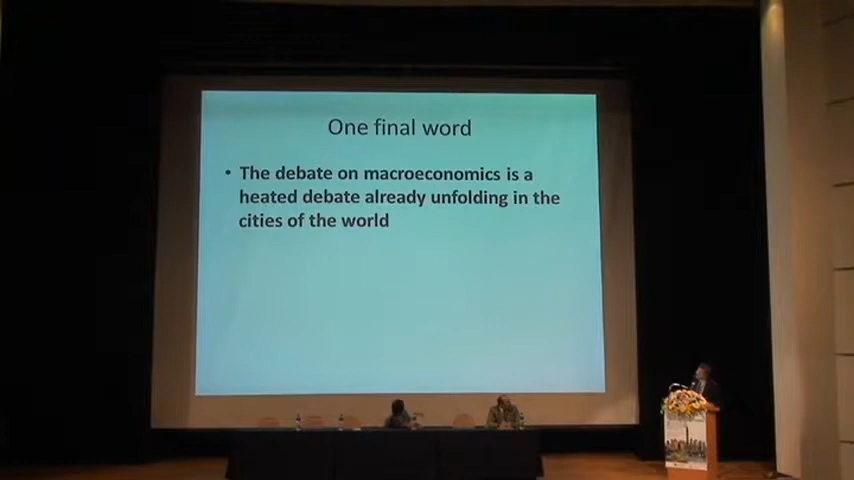 One final word
• The debate on macroeconomics is a
heated debate already unfolding in the
cities of the world